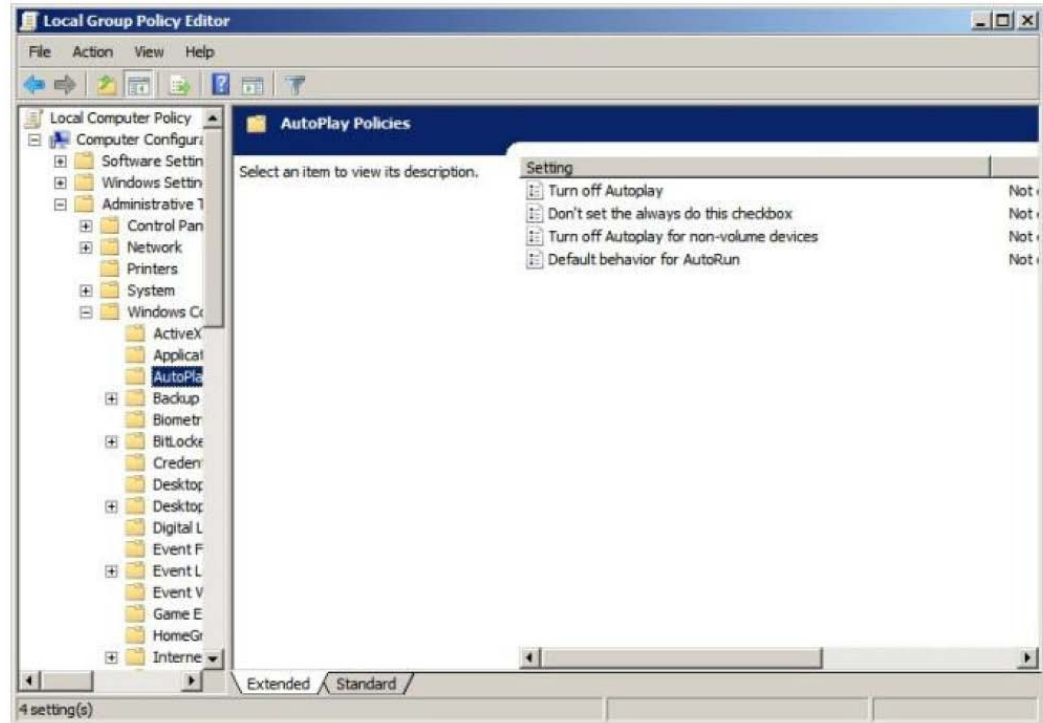 Local Group Policy Editor
File Action View Help
Local Computer Policy
Computer Configura
Software Settin
Windows Settin
Administrative T
Control Pan
Network
Printers
System
Windows Co
ActiveX
Applicat
AutoPla
Backup
Biometr
BitLocke
Creden
Desktop
Desktop
Digital L
Event F
Event L
Event V
Game E
HomeGr
Interne
AutoPlay Policies
Select an item to view its description.
Setting
Turn off Autoplay Not
Don't set the always do this checkbox Not
Turn off Autoplay for non-volume devices Not
Default behavior for AutoRun Not
Extended Standard
4 setting(s)